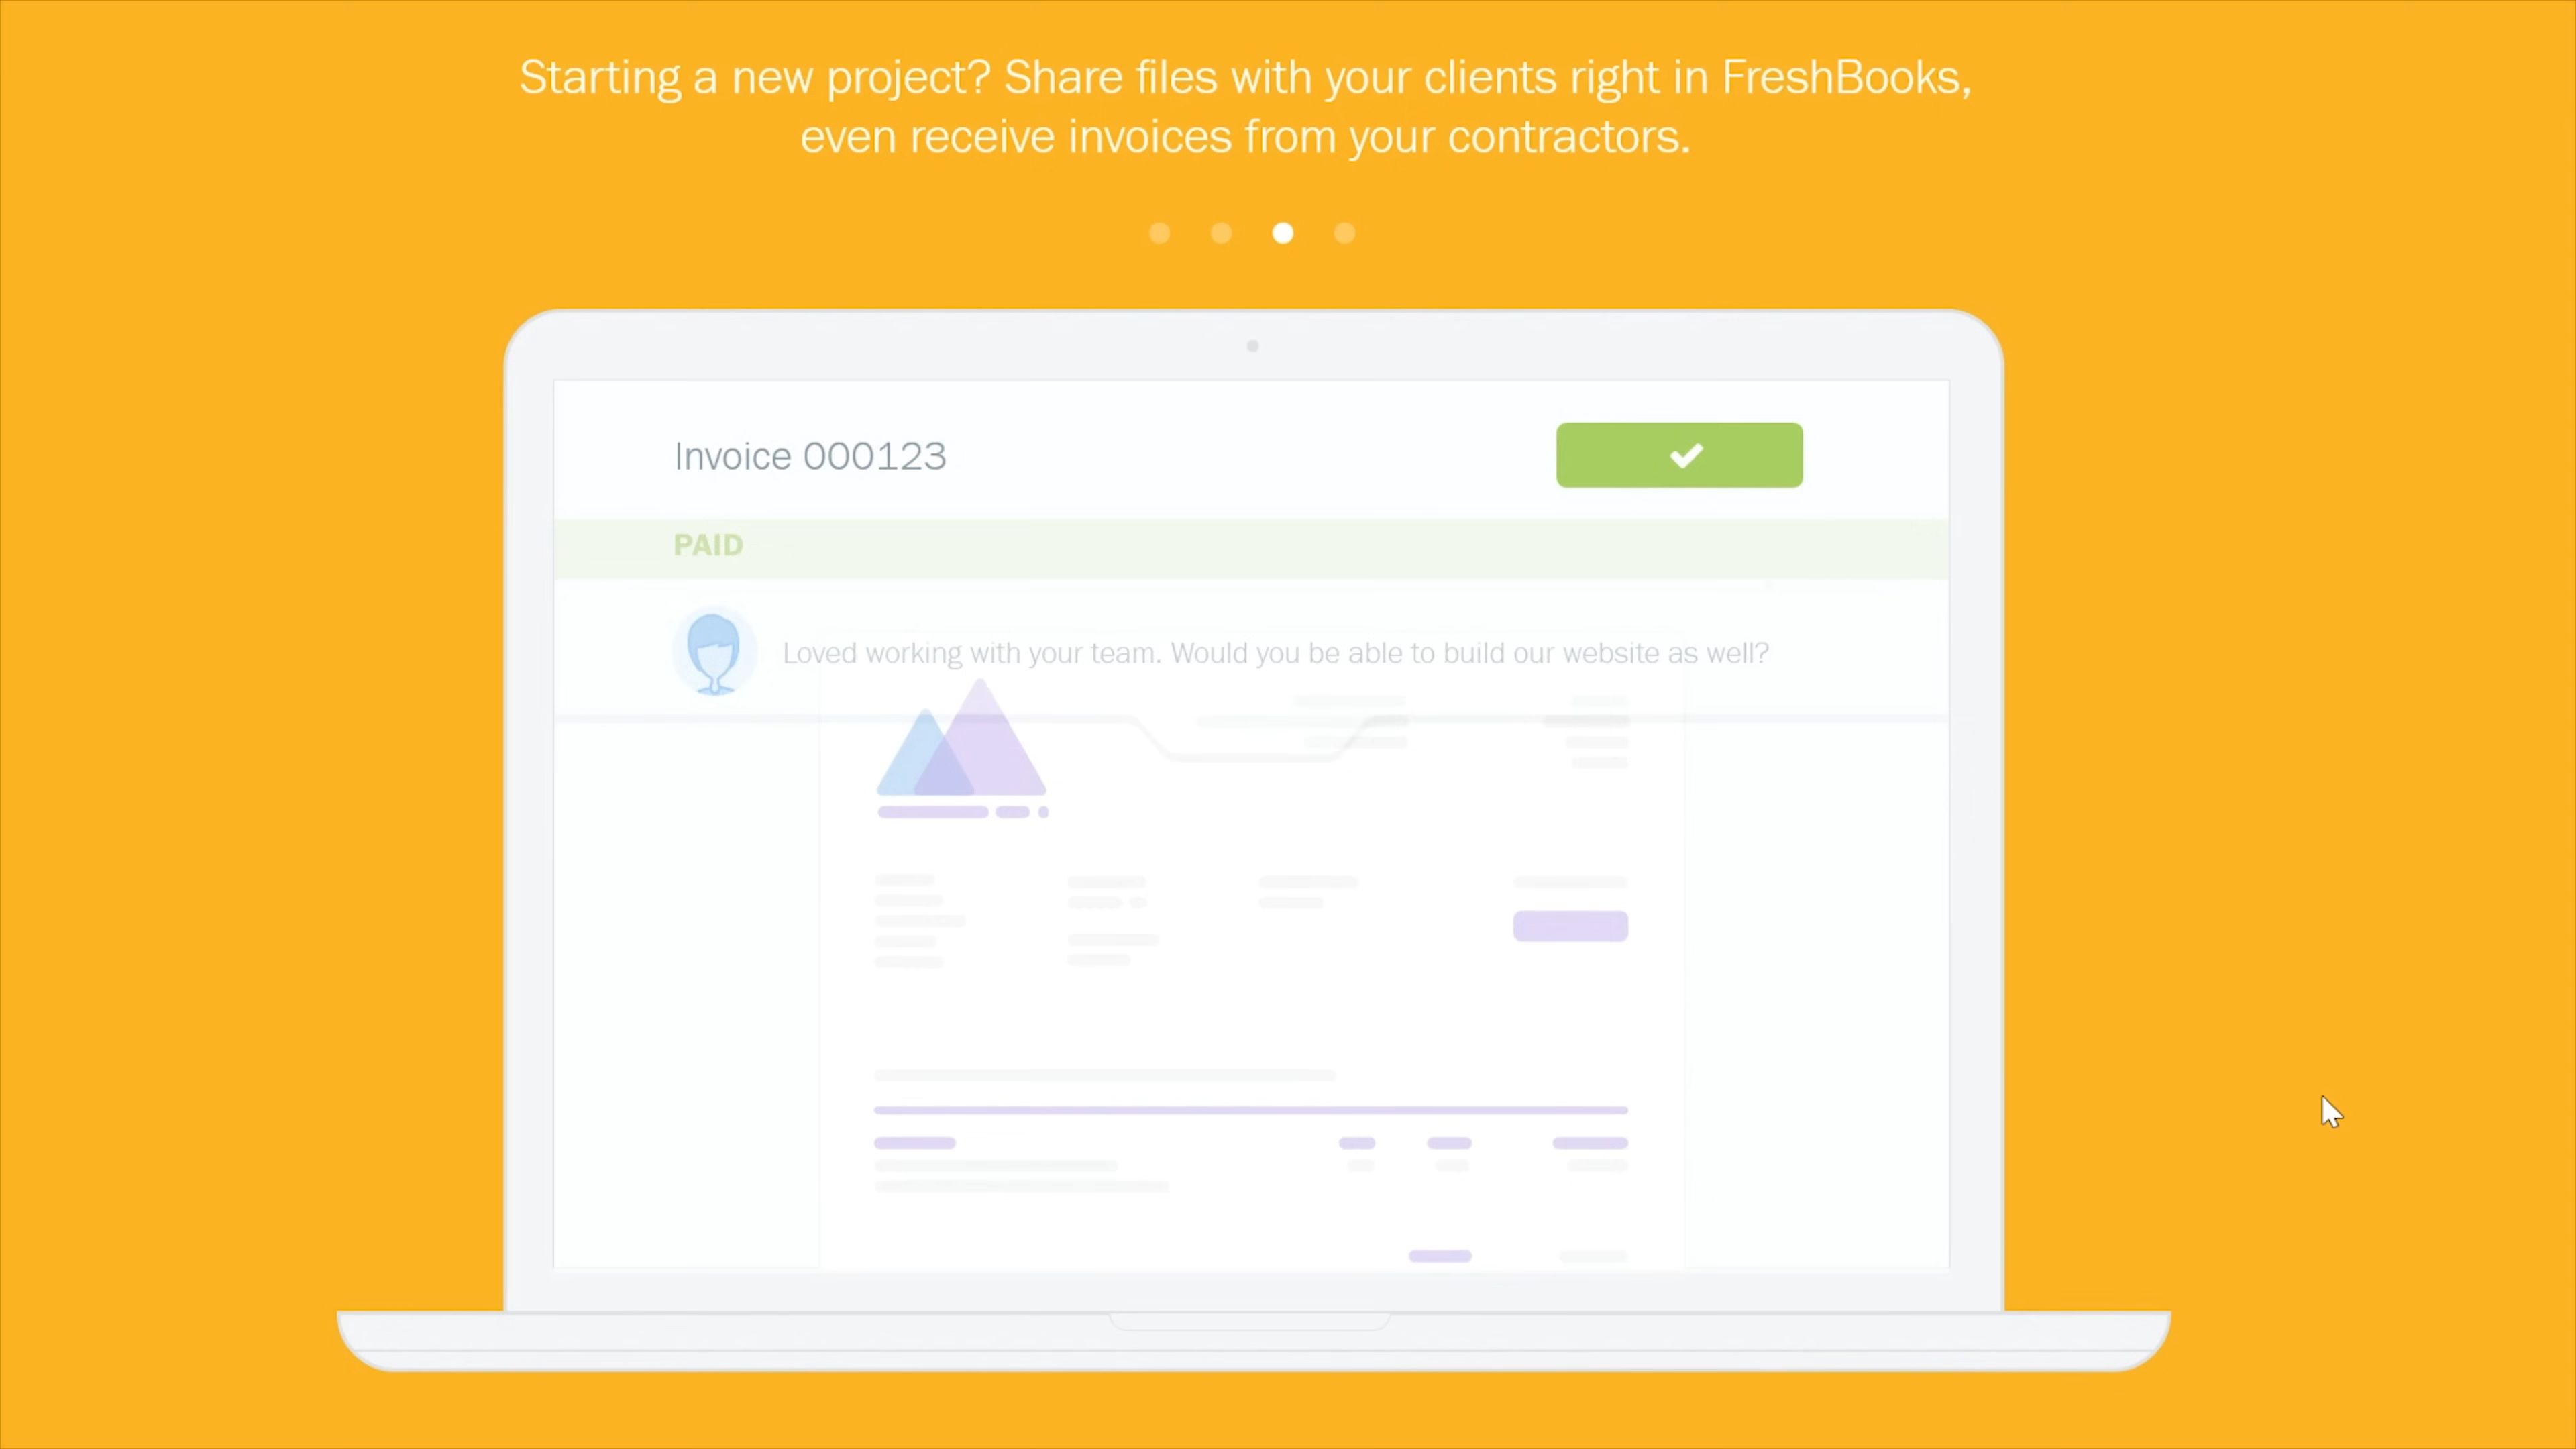 Starting a new project? Share files with your clients right in FreshBooks,
even receive invoices from your contractors.
Invoice 000123
PAID
Loved working with your team. Would you be able to build our website as well?